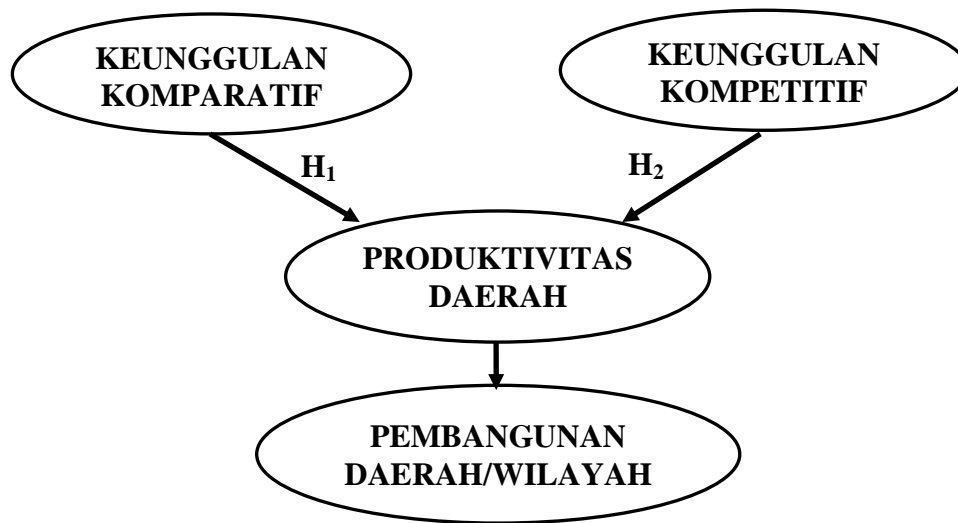 KEUNGGULAN
KOMPARATIF
KEUNGGULAN
KOMPETITIF
H₁
H₂
PRODUKTIVITAS
DAERAH
PEMBANGUNAN
DAERAH/WILAYAH